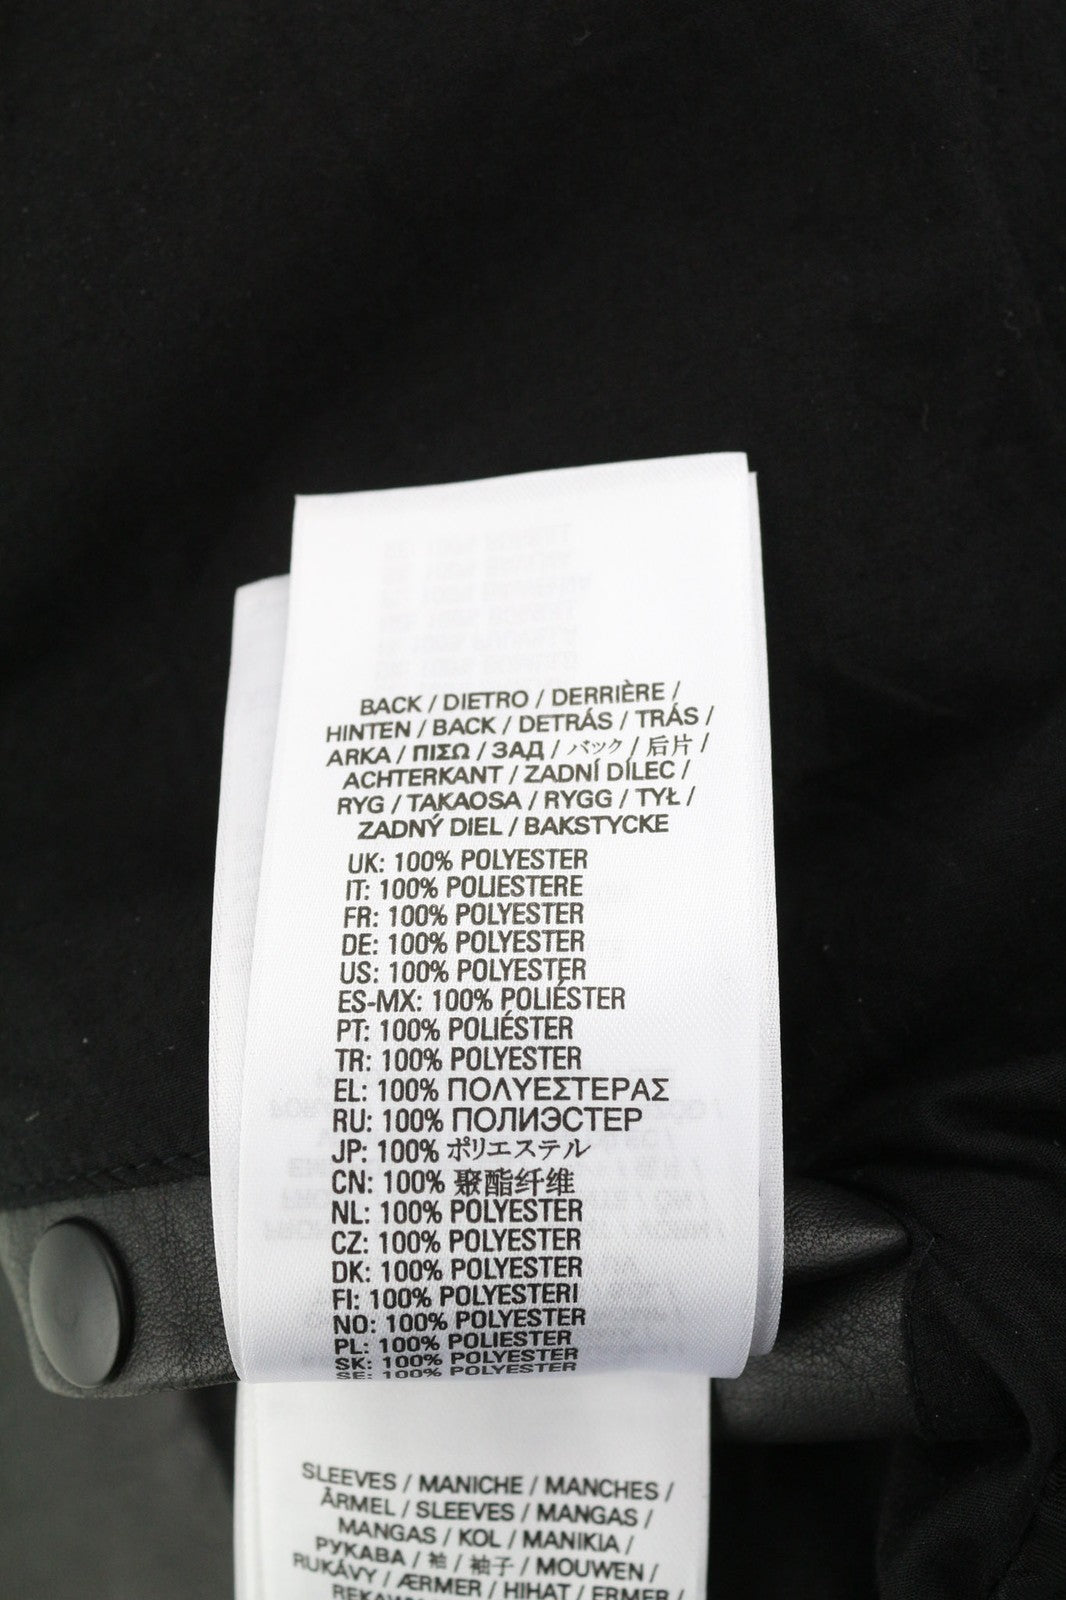 BACK / DIETRO / DERRIÈRE /
HINTEN / BACK / DETRÁS / TRÁS /
ARKA / ΠΙΣΩ / ЗАД / バック / 后片 /
ACHTERKANT / ZADNÍ DÍLEC /
RYG / TAKAOSA / RYGG / TYŁ /
ZADNÝ DIEL / BAKSTYCKE
UK: 100% POLYESTER
IT: 100% POLIESTERE
FR: 100% POLYESTER
DE: 100% POLYESTER
US: 100% POLYESTER
ES-MX: 100% POLIÉSTER
PT: 100% POLIÉSTER
TR: 100% POLYESTER
EL: 100% ΠΟΛΥΕΣΤΕΡΑΣ
RU: 100% ПОЛИЭСТЕР
JP: 100% ポリエステル
CN: 100% 聚酯纤维
NL: 100% POLYESTER
CZ: 100% POLYESTER
DK: 100% POLYESTER
FI: 100% POLYESTERI
NO: 100% POLYESTER
PL: 100% POLIESTER
SK: 100% POLYESTER
SE: 100% POLYESTER
SLEEVES / MANICHE / MANCHES /
ÄRMEL / SLEEVES / MANGAS /
MANGAS / KOL / ΜΑΝΙΚΙΑ /
РУКАВА / 袖 / 袖子 / MOUWEN /
RUKÁVY / ÆRMER / HIHAT / ERMER /